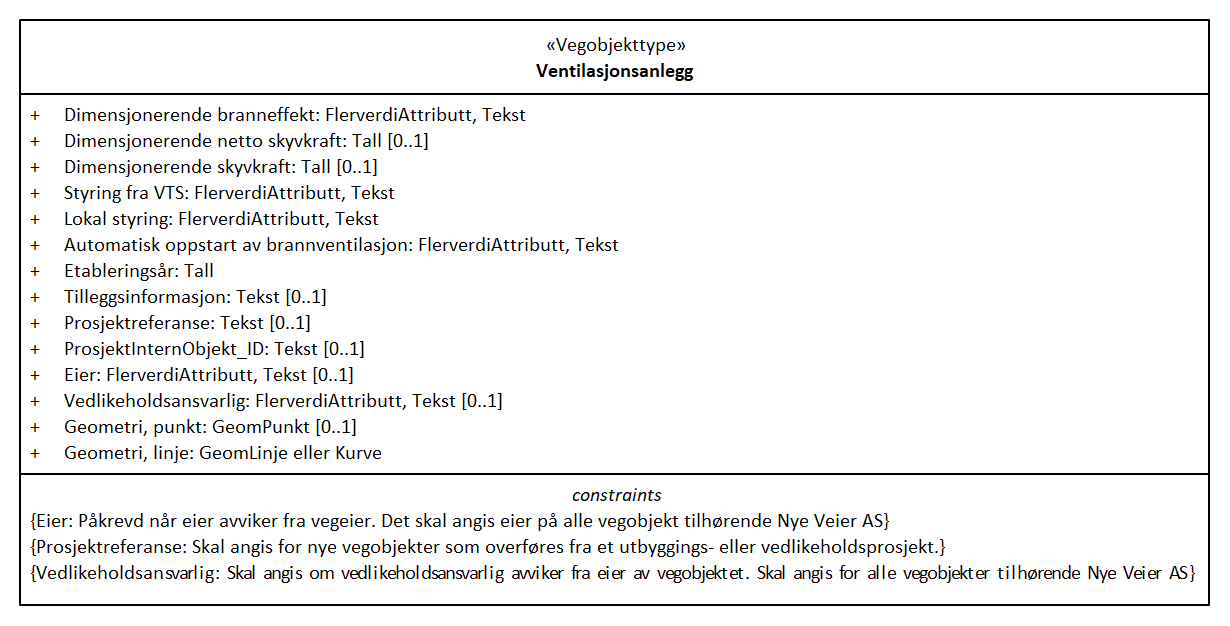 «Vegobjekttype»
Ventilasjonsanlegg
+ Dimensjonerende branneffekt: FlerverdiAttributt, Tekst
+ Dimensjonerende netto skyvkraft: Tall [0..1]
+ Dimensjonerende skyvkraft: Tall [0..1]
+ Styring fra VTS: FlerverdiAttributt, Tekst
+ Lokal styring: FlerverdiAttributt, Tekst
+ Automatisk oppstart av brannventilasjon: FlerverdiAttributt, Tekst
+ Etableringsår: Tall
+ Tilleggsinformasjon: Tekst [0..1]
+ Prosjektreferanse: Tekst [0..1]
+ ProsjektInternObjekt_ID: Tekst [0..1]
+ Eier: FlerverdiAttributt, Tekst [0..1]
+ Vedlikeholdsansvarlig: FlerverdiAttributt, Tekst [0..1]
+ Geometri, punkt: GeomPunkt [0..1]
+ Geometri, linje: GeomLinje eller Kurve
constraints
{Eier: Påkrevd når eier avviker fra vegeier. Det skal angis eier på alle vegobjekt tilhørende Nye Veier AS}
{Prosjektreferanse: Skal angis for nye vegobjekter som overføres fra et utbyggings- eller vedlikeholdsprosjekt.}
{Vedlikeholdsansvarlig: Skal angis om vedlikeholdsansvarlig avviker fra eier av vegobjektet. Skal angis for alle vegobjekter tilhørende Nye Veier AS}